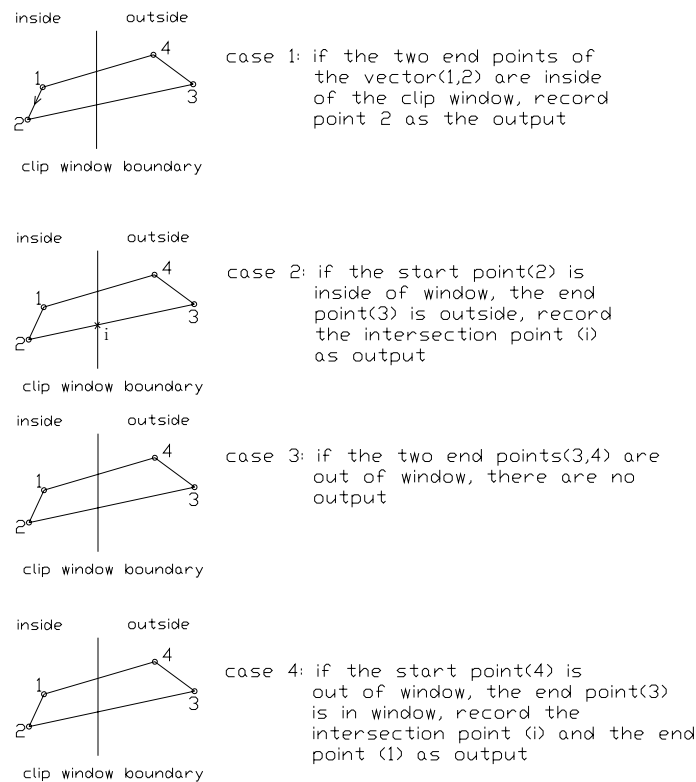 inside outside
4
1
3
2
clip window boundary
case 1: if the two end points of
the vector(1,2) are inside
of the clip window, record
point 2 as the output
inside outside
4
1
3
2
i
clip window boundary
case 2: if the start point(2) is
inside of window, the end
point(3) is outside, record
the intersection point (i)
as output
inside outside
4
1
3
2
clip window boundary
case 3: if the two end points(3,4) are
out of window, there are no
output
inside outside
4
1
3
2
clip window boundary
case 4: if the start point(4) is
out of window, the end point(3)
is in window, record the
intersection point (i) and the end
point (1) as output